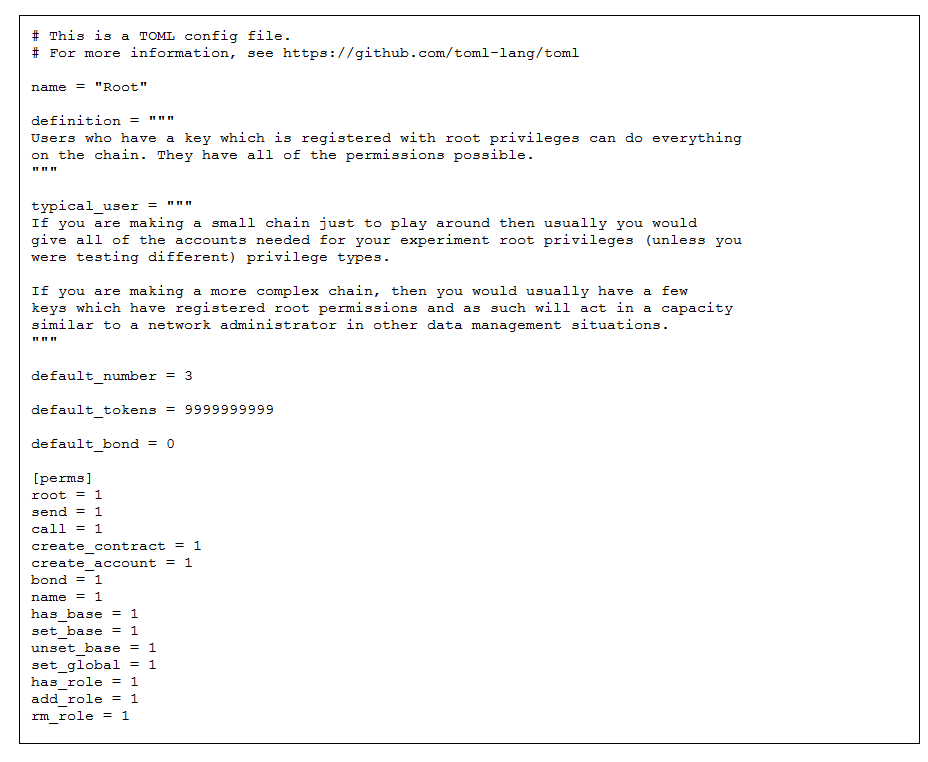 # This is a TOML config file.
# For more information, see https://github.com/toml-lang/toml
name = "Root"
definition = """
Users who have a key which is registered with root privileges can do everything
on the chain. They have all of the permissions possible.
"""
typical_user = """
If you are making a small chain just to play around then usually you would
give all of the accounts needed for your experiment root privileges (unless you
were testing different) privilege types.
If you are making a more complex chain, then you would usually have a few
keys which have registered root permissions and as such will act in a capacity
similar to a network administrator in other data management situations.
"""
default_number = 3
default_tokens = 9999999999
default_bond = 0
[perms]
root = 1
send = 1
call = 1
create_contract = 1
create_account = 1
bond = 1
name = 1
has_base = 1
set_base = 1
unset_base = 1
set_global = 1
has_role = 1
add_role = 1
rm_role = 1